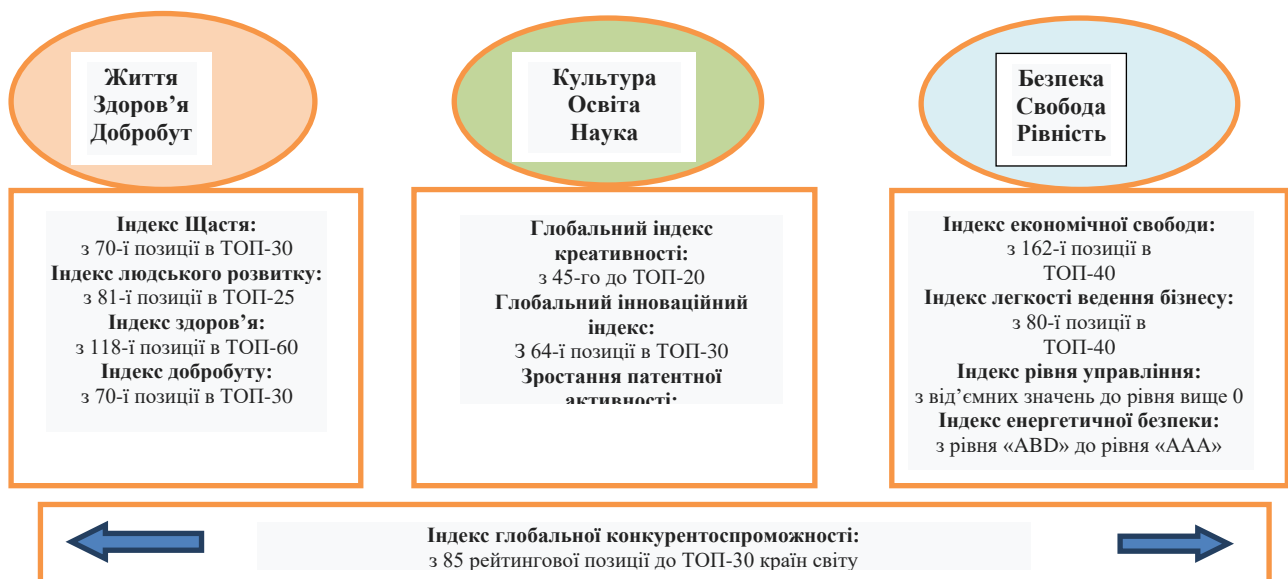 Життя
Здоров’я
Добробут
Індекс Щастя:
з 70-ї позиції в ТОП-30
Індекс людського розвитку:
з 81-ї позиції в ТОП-25
Індекс здоров’я:
з 118-ї позиції в ТОП-60
Індекс добробуту:
з 70-ї позиції в ТОП-30
Культура
Освіта
Наука
Глобальний індекс
креативності:
з 45-го до ТОП-20
Глобальний інноваційний
індекс:
З 64-ї позиції в ТОП-30
Зростання патентної
активності:
Безпека
Свобода
Рівність
Індекс економічної свободи:
з 162-ї позиції в
ТОП-40
Індекс легкості ведення бізнесу:
з 80-ї позиції в
ТОП-40
Індекс рівня управління:
з від’ємних значень до рівня вище 0
Індекс енергетичної безпеки:
з рівня «ABD» до рівня «AAA»
Індекс глобальної конкурентоспроможності:
з 85 рейтингової позиції до ТОП-30 країн світу